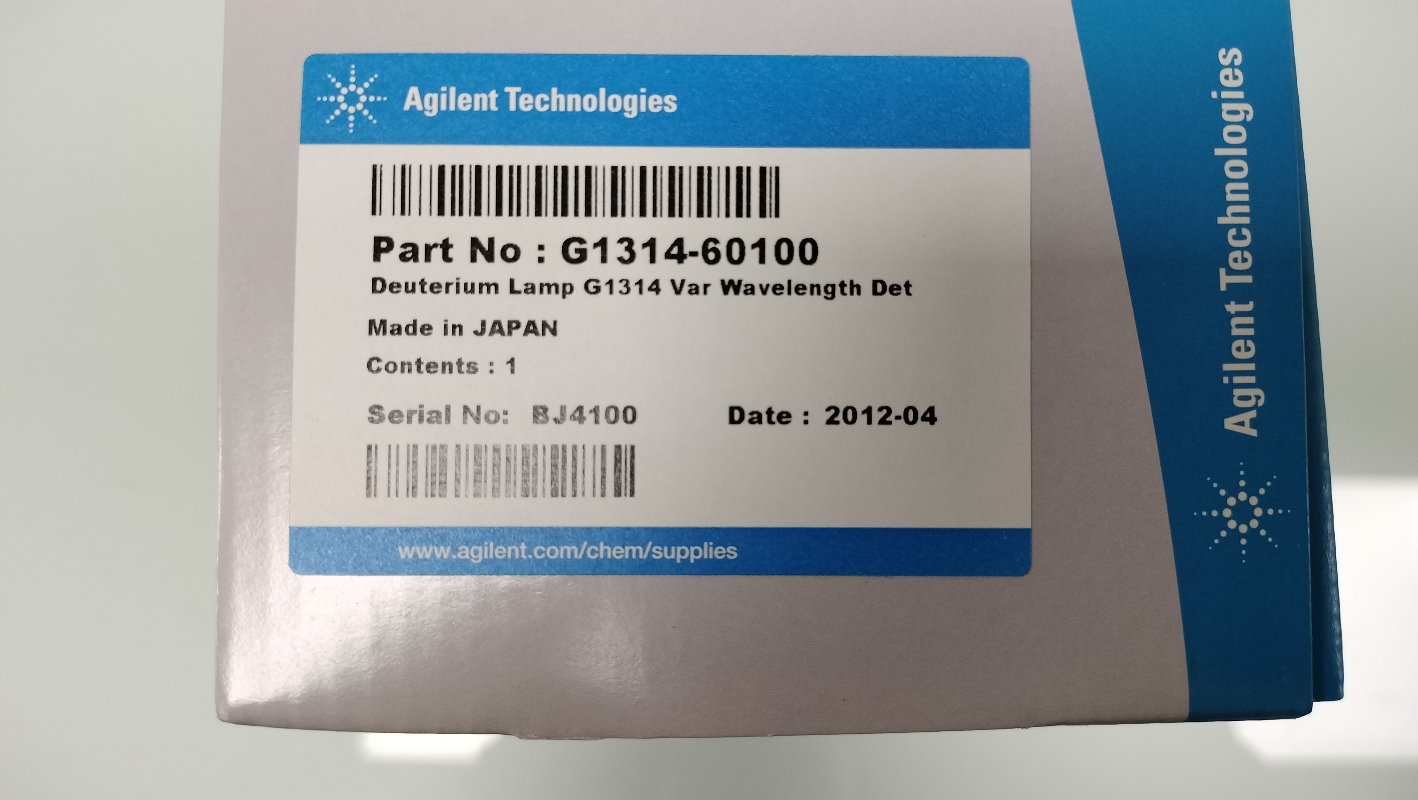 Agilent Technologies
Part No : G1314-60100
Deuterium Lamp G1314 Var Wavelength Det
Made in JAPAN
Contents : 1
Serial No: BJ4100 Date : 2012-04
www.agilent.com/chem/supplies
Agilent Technologies